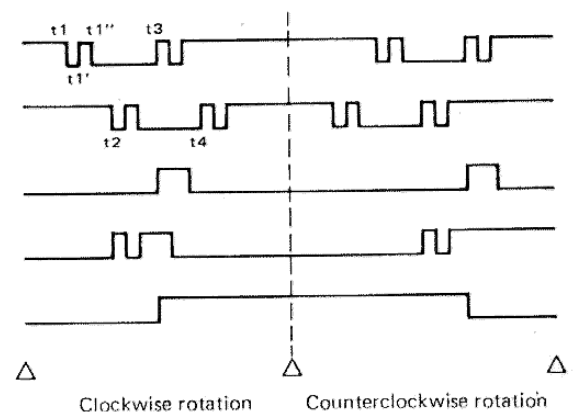 t1 t1'' t3
t1'
t2 t4
Clockwise rotation Counterclockwise rotation